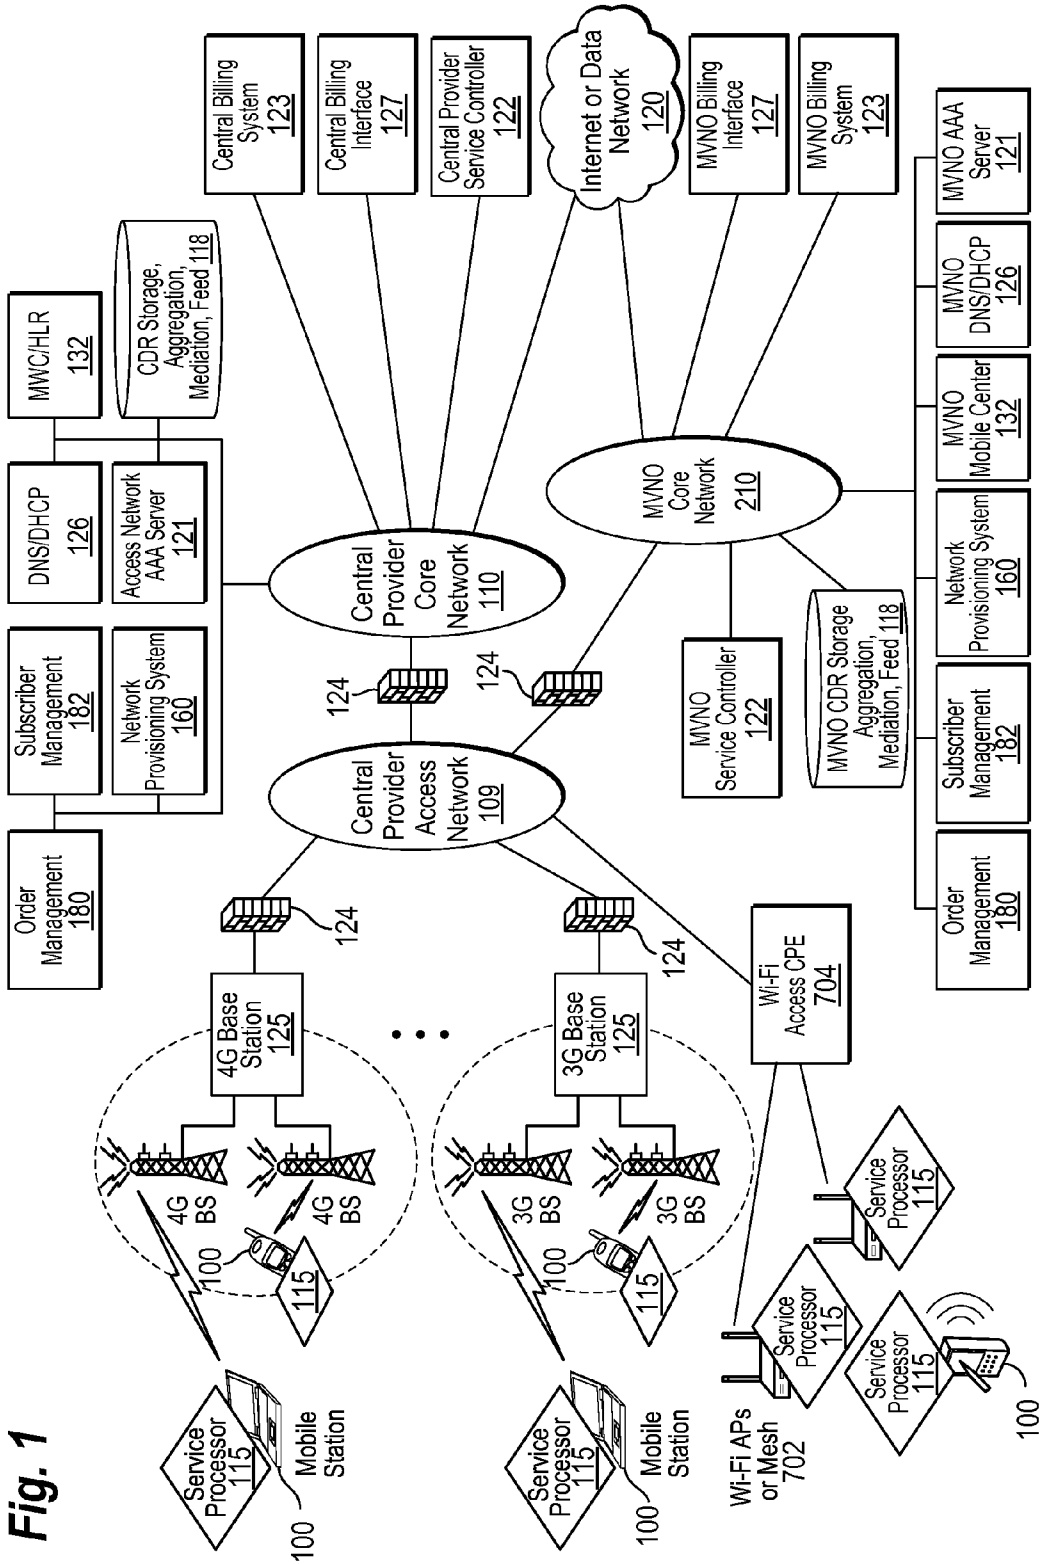 Fig. 1
Order
Management
180
Subscriber
Management
182
DNS/DHCP
126
MWC/HLR
132
Network
Provisioning System
160
Access Network
AAA Server
121
CDR Storage,
Aggregation,
Mediation, Feed 118
Service
Processor
115
100
Mobile
Station
4G
BS
4G
BS
100
115
4G Base
Station
125
124
Central
Provider
Access
Network
109
124
Central
Provider
Core
Network
110
Central Billing
System
123
Central Billing
Interface
127
Central Provider
Service Controller
122
Internet or Data
Network
120
Service
Processor
115
100
Mobile
Station
3G
BS
3G
BS
100
115
3G Base
Station
125
124
124
MVNO
Core
Network
210
MVNO Billing
Interface
127
MVNO Billing
System
123
MVNO
Service Controller
122
MVNO CDR Storage
Aggregation,
Mediation, Feed 118
Wi-Fi
Access CPE
704
Wi-Fi APs
or Mesh
702
Service
Processor
115
Service
Processor
115
Service
Processor
115
100
Order
Management
180
Subscriber
Management
182
Network
Provisioning System
160
MVNO
Mobile Center
132
MVNO
DNS/DHCP
126
MVNO AAA
Server
121